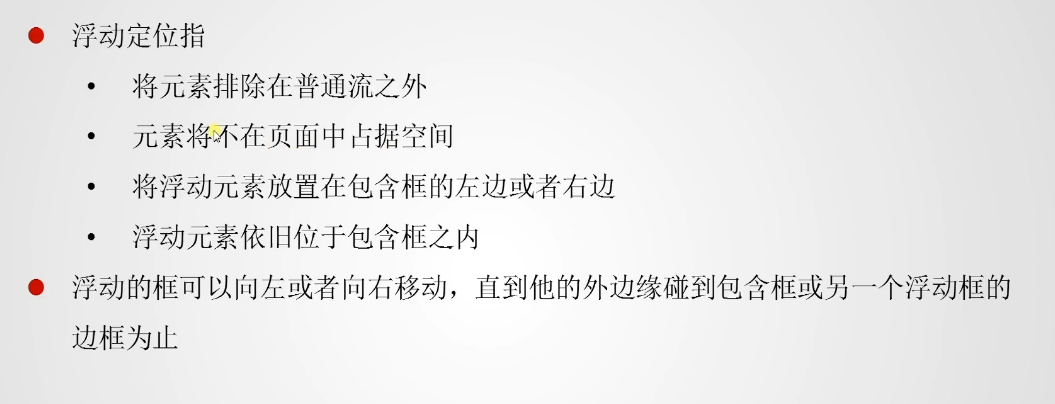 浮动定位指
将元素排除在普通流之外
元素将不在页面中占据空间
将浮动元素放置在包含框的左边或者右边
浮动元素依旧位于包含框之内
浮动的框可以向左或者向右移动，直到他的外边缘碰到包含框或另一个浮动框的
边框为止